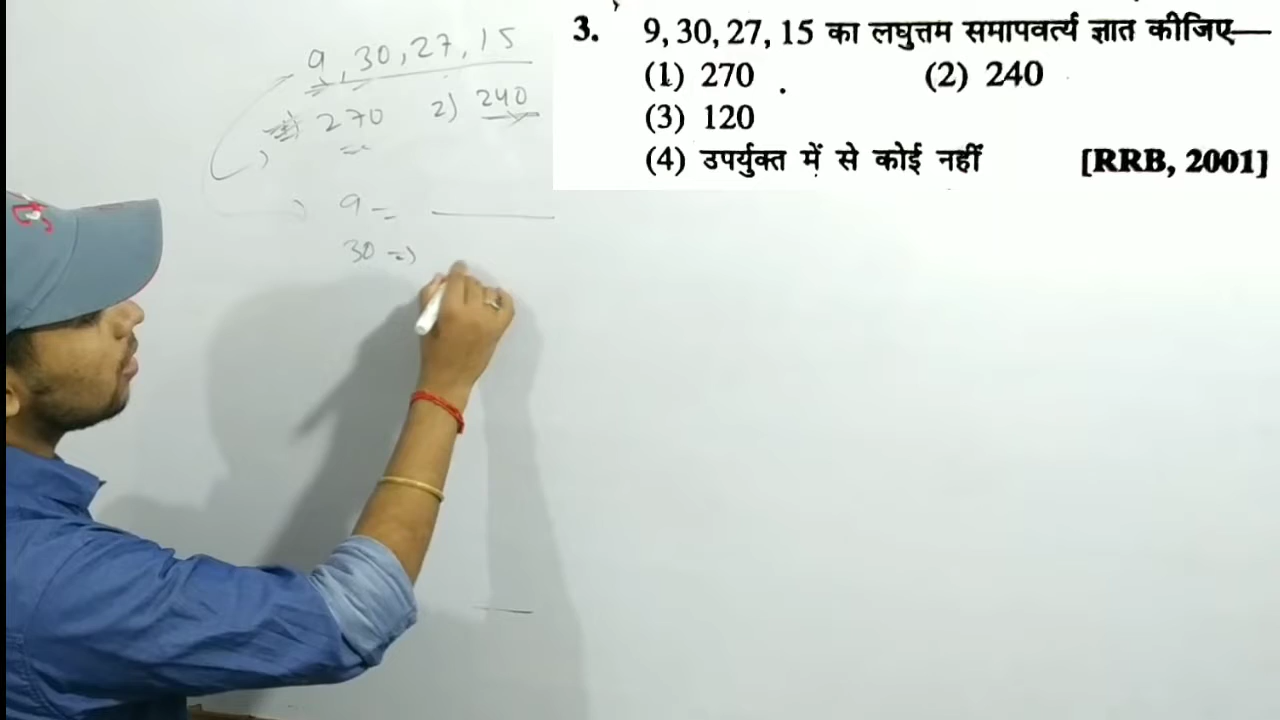 9, 30, 27, 15
270 2) 240
9 =
30 =)
3. 9, 30, 27, 15 का लघुत्तम समापवर्त्य ज्ञात कीजिए—
(1) 270 (2) 240
(3) 120
(4) उपर्युक्त में से कोई नहीं [RRB, 2001]